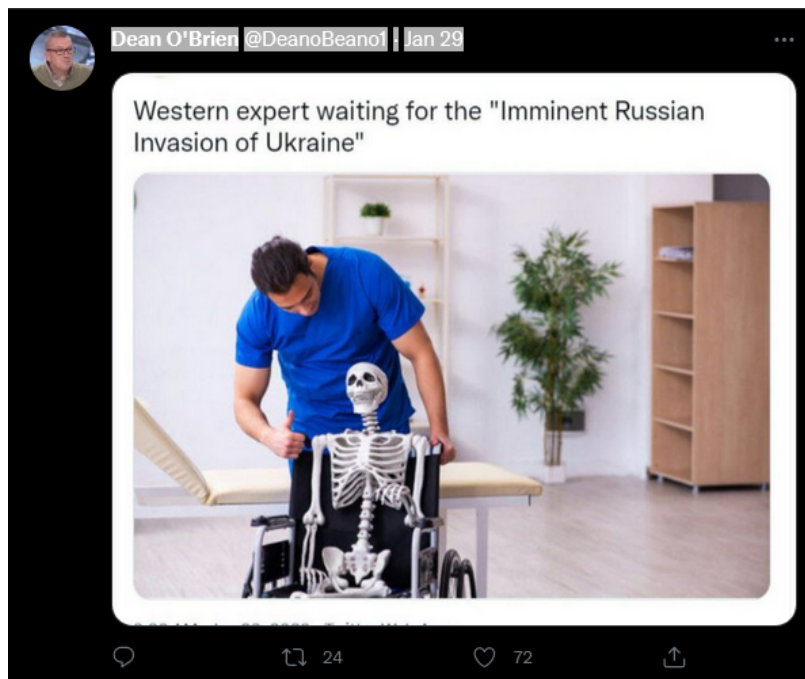 Dean O'Brien @DeanoBeano1 · Jan 29
Western expert waiting for the "Imminent Russian
Invasion of Ukraine"
24
72